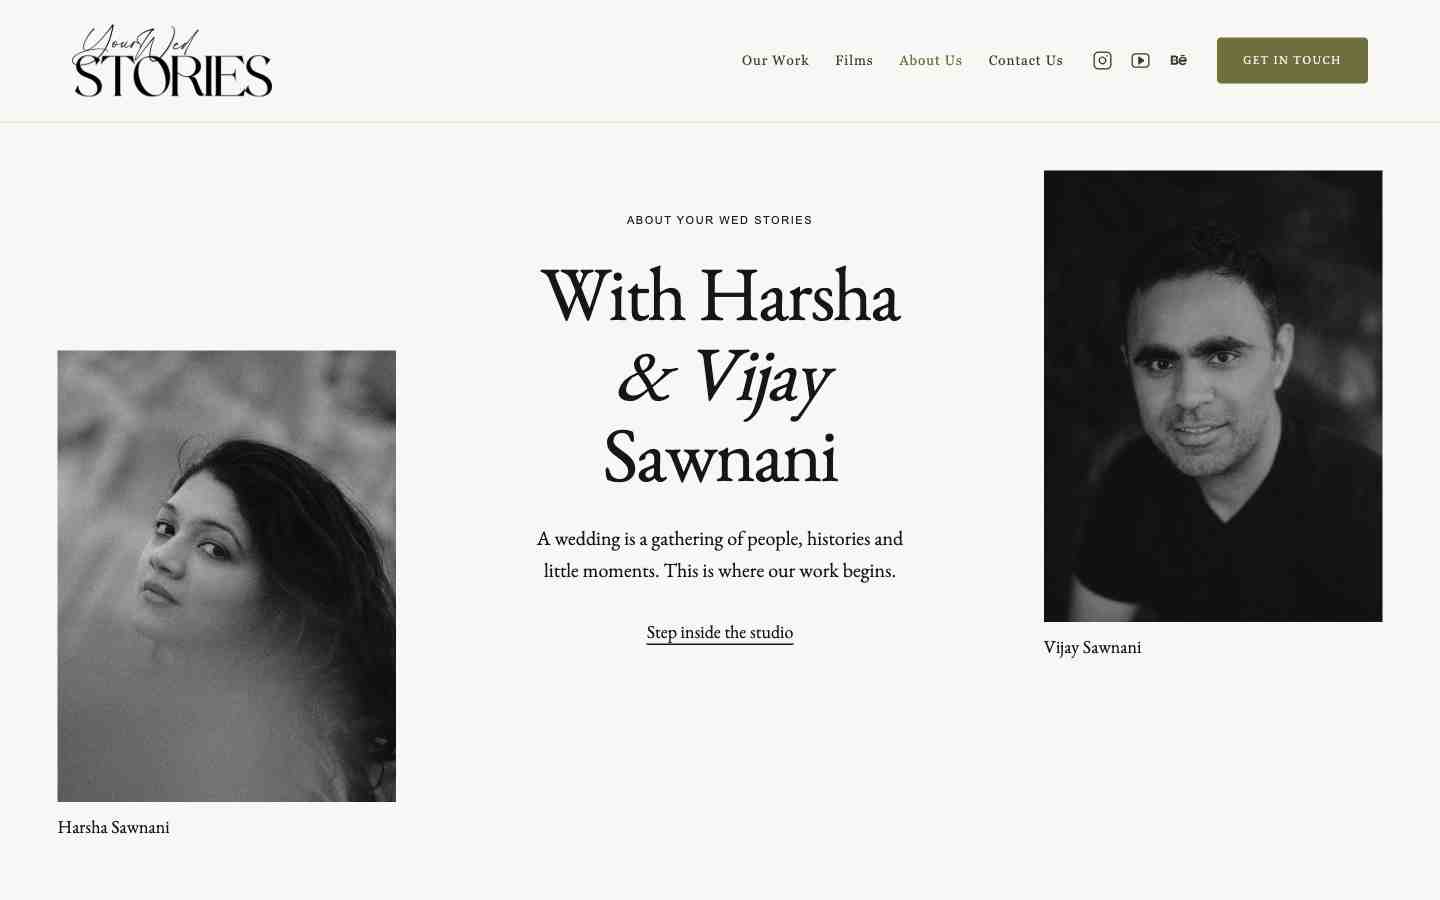 Your Wed
STORIES
Our Work
Films
About Us
Contact Us
Bē
GET IN TOUCH
ABOUT YOUR WED STORIES
With Harsha
& Vijay
Sawnani
A wedding is a gathering of people, histories and
little moments. This is where our work begins.
Step inside the studio
Vijay Sawnani
Harsha Sawnani